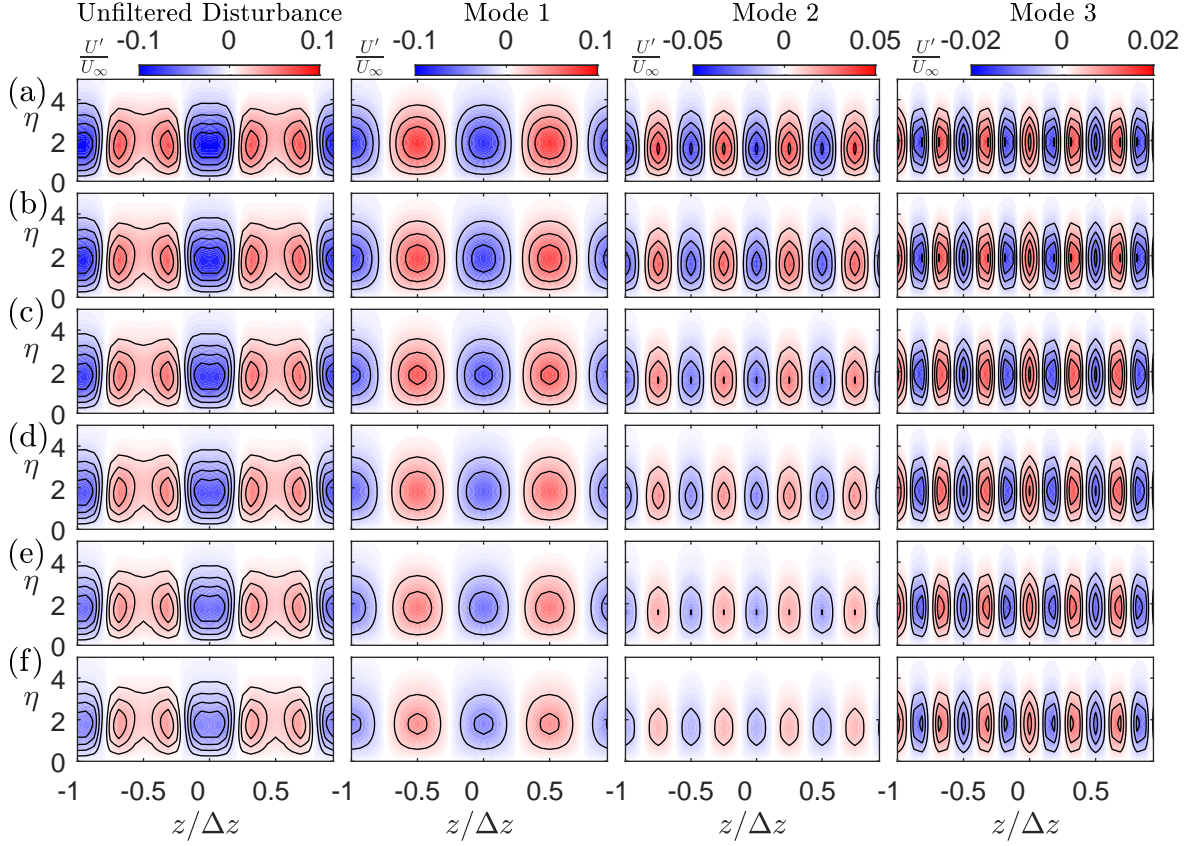 Unfiltered Disturbance Mode 1 Mode 2 Mode 3
U′/U∞ -0.1 0 0.1 U′/U∞ -0.1 0 0.1 U′/U∞ -0.05 0 0.05 U′/U∞ -0.02 0 0.02
(a) 4
η 2
0
(b) 4
η 2
0
(c) 4
η 2
0
(d) 4
η 2
0
(e) 4
η 2
0
(f) 4
η 2
0
-1 -0.5 0 0.5 -1 -0.5 0 0.5 -1 -0.5 0 0.5 -1 -0.5 0 0.5
z/Δz z/Δz z/Δz z/Δz